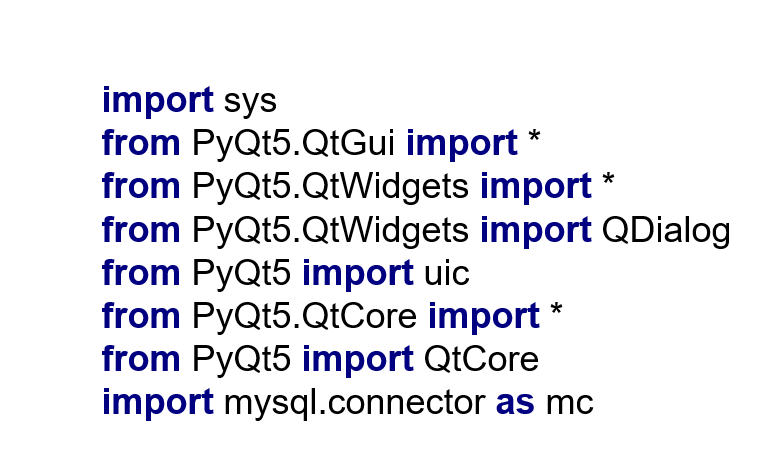 import sys
from PyQt5.QtGui import *
from PyQt5.QtWidgets import *
from PyQt5.QtWidgets import QDialog
from PyQt5 import uic
from PyQt5.QtCore import *
from PyQt5 import QtCore
import mysql.connector as mc